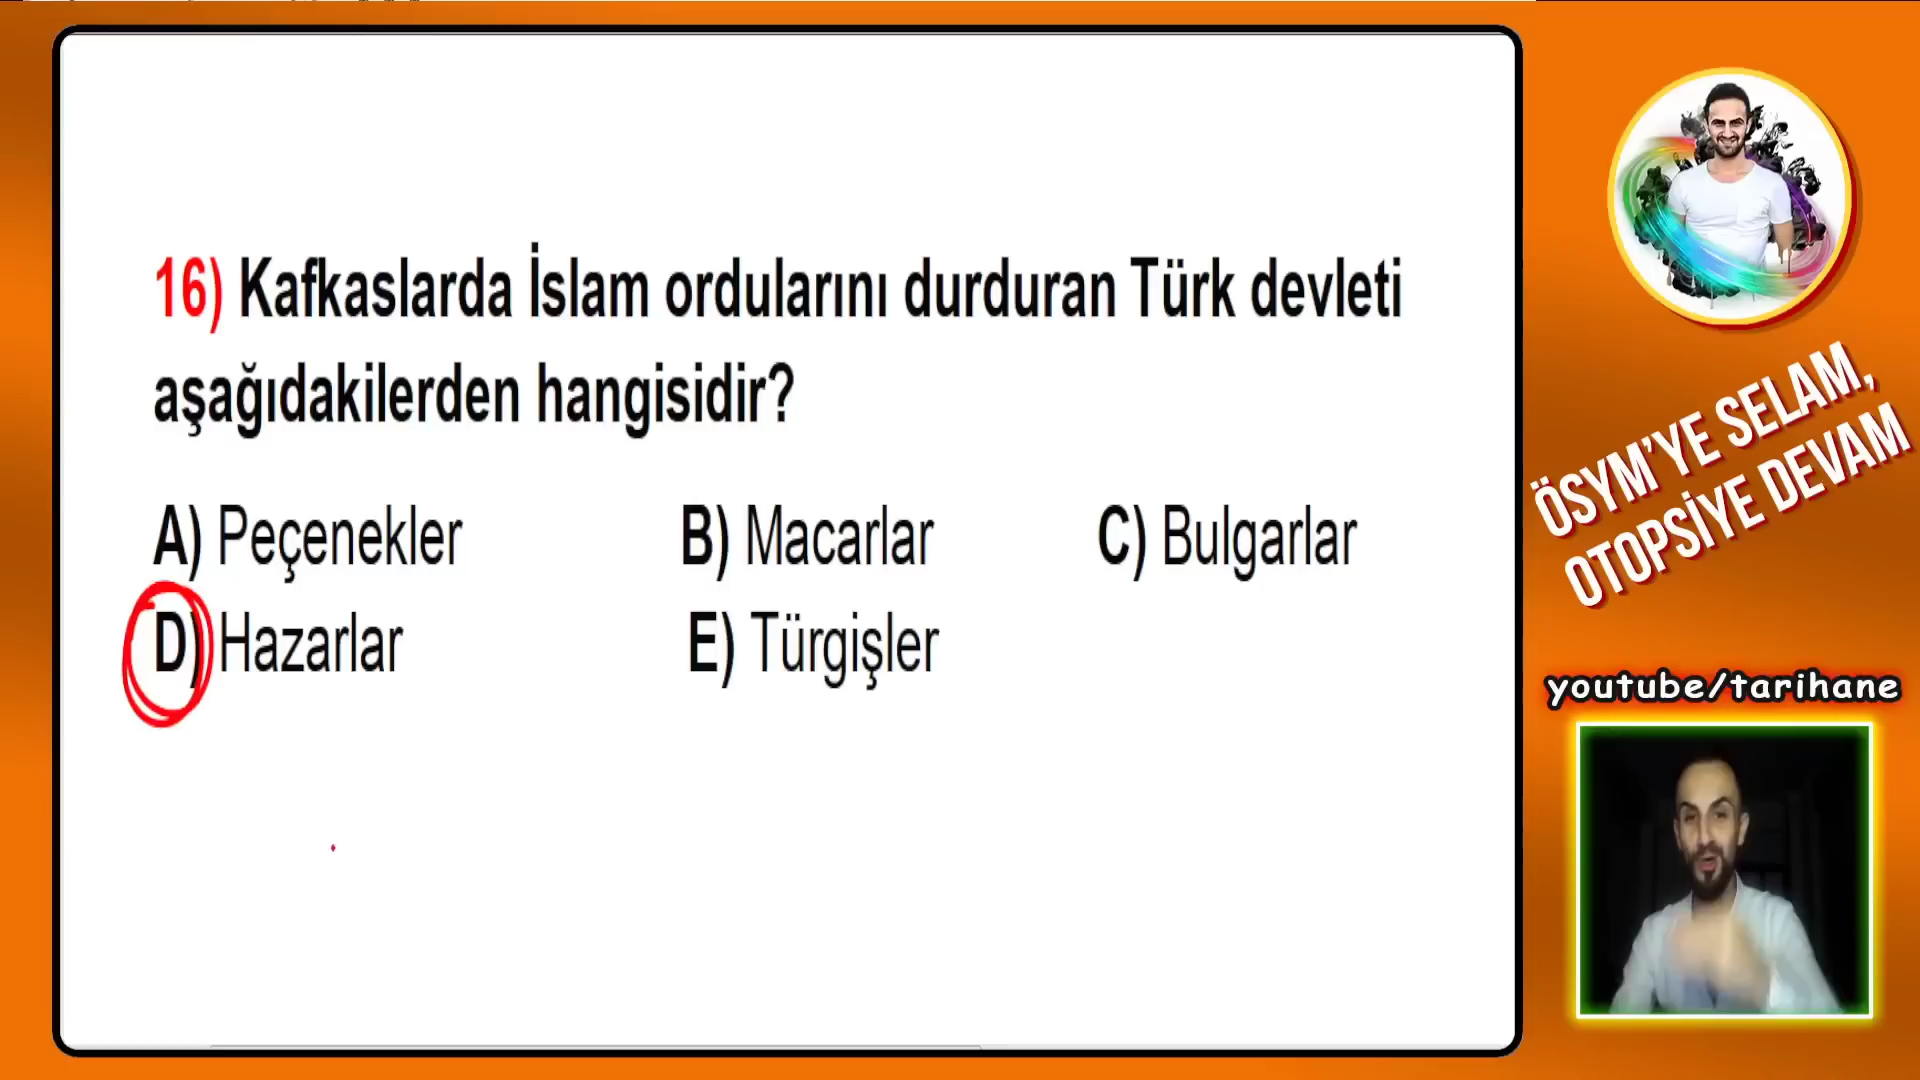 16) Kafkaslarda İslam ordularını durduran Türk devleti
aşağıdakilerden hangisidir?
A) Peçenekler B) Macarlar C) Bulgarlar
D) Hazarlar E) Türgişler
ÖSYM'YE SELAM,
OTOPSİYE DEVAM
youtube/tarihane